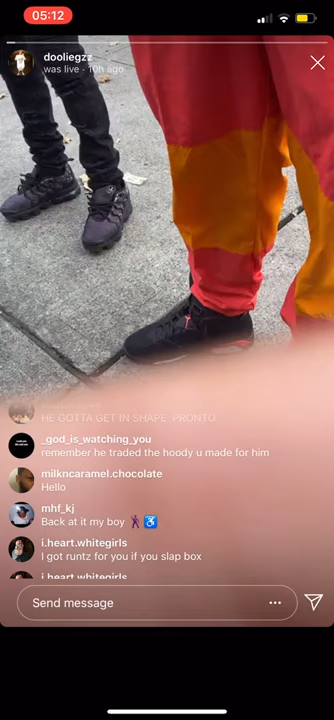 05:12
dooliegzz
was live · 10h ago
HE GOTTA GET IN SHAPE PRONTO
_god_is_watching_you
remember he traded the hoody u made for him
milkncaramel.chocolate
Hello
mhf_kj
Back at it my boy 🕺🏿♿
i.heart.whitegirls
I got runtz for you if you slap box
i.heart.whitegirls
Send message